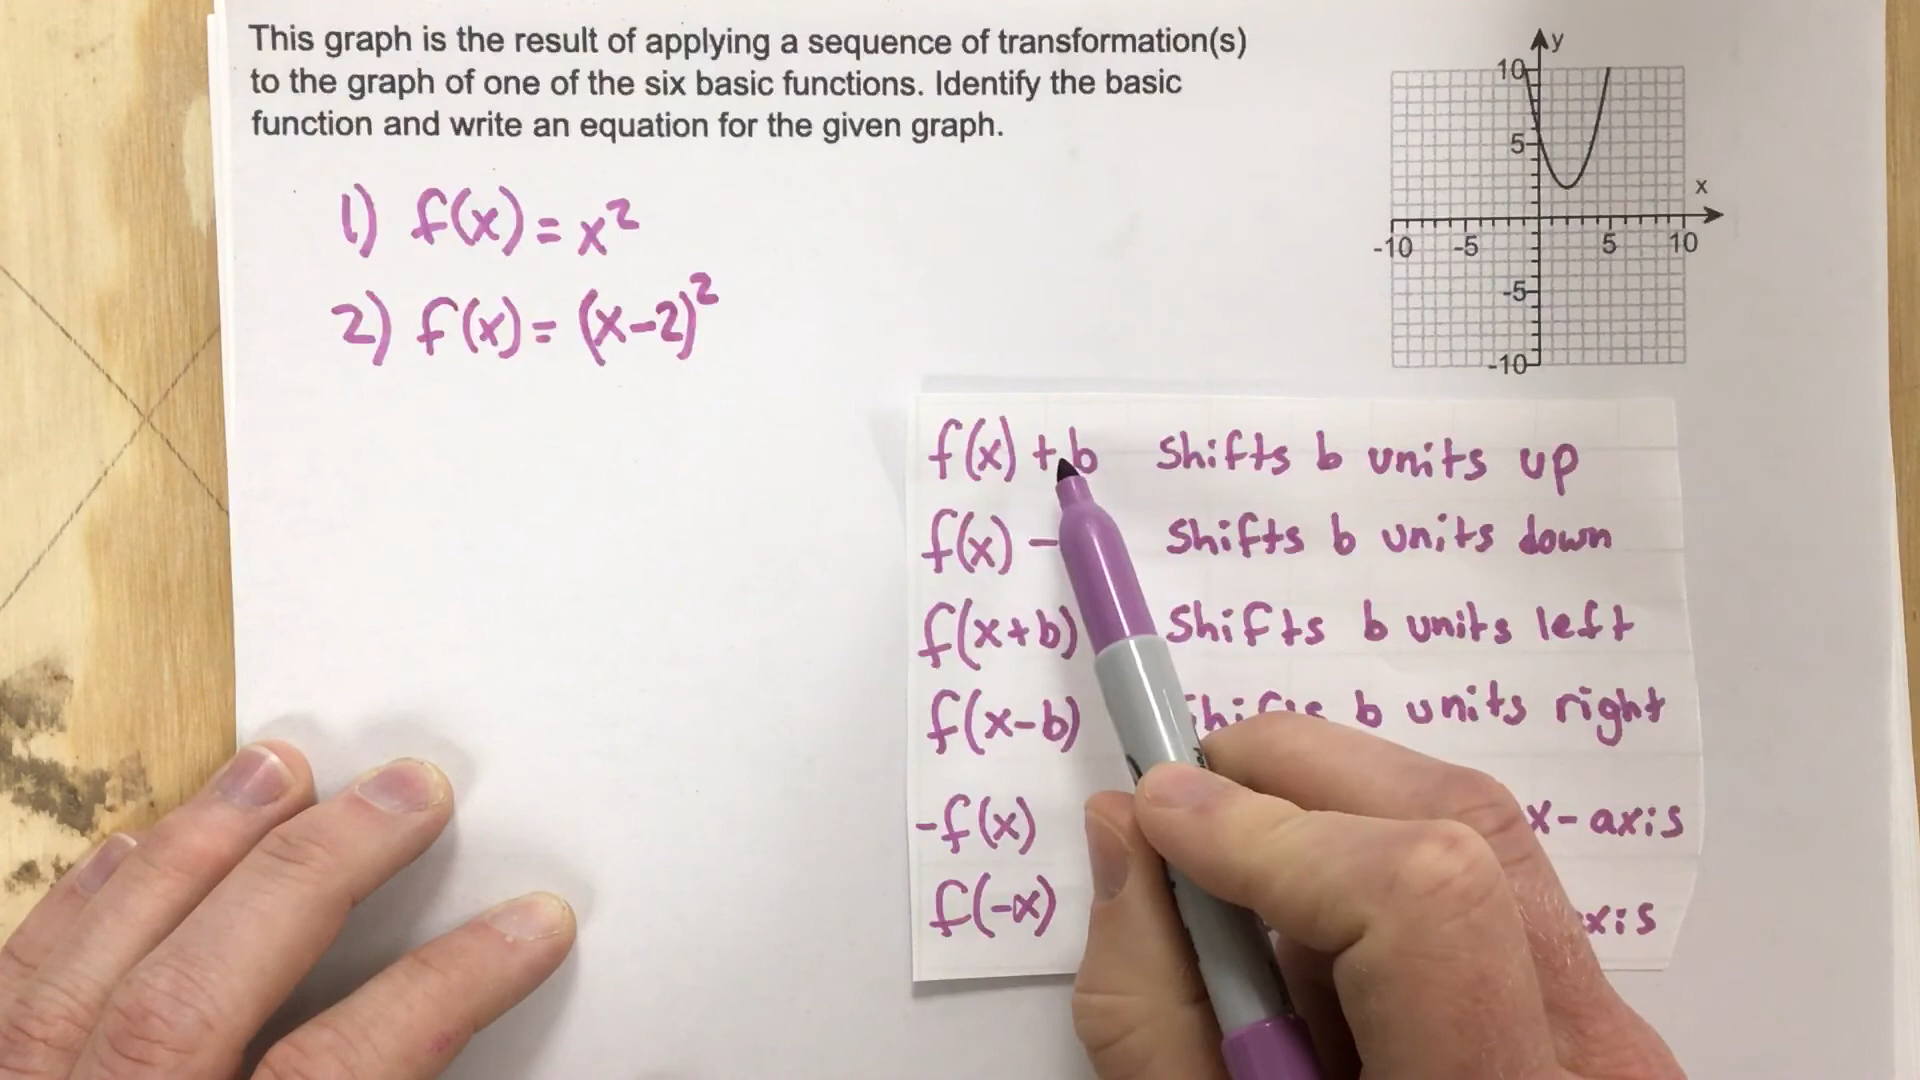 This graph is the result of applying a sequence of transformation(s)
to the graph of one of the six basic functions. Identify the basic
function and write an equation for the given graph.
y
10
5
x
-10 -5 5 10
-5
-10
1) f(x) = x²
2) f(x) = (x-2)²
f(x) + b Shifts b units up
f(x) - Shifts b units down
f(x+b) Shifts b units left
f(x-b) Shifts b units right
-f(x) x-axis
f(-x)